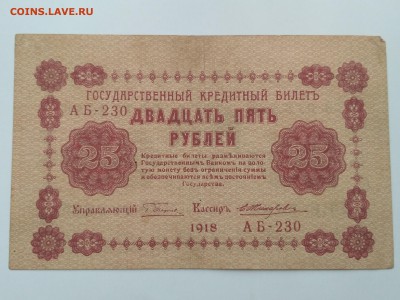 COINS.LAVE.RU
ГОСУДАРСТВЕННЫЙ КРЕДИТНЫЙ БИЛЕТЪ
АБ-230
ДВАДЦАТЬ ПЯТЬ
РУБЛЕЙ
25 25
Кредитные билеты размѣниваются
Государственнымъ Банкомъ на золо-
тую монету безъ ограниченія суммы
и обезпечиваются всѣмъ достояніемъ
Государства.
Управляющій Кассиръ
1918 АБ-230